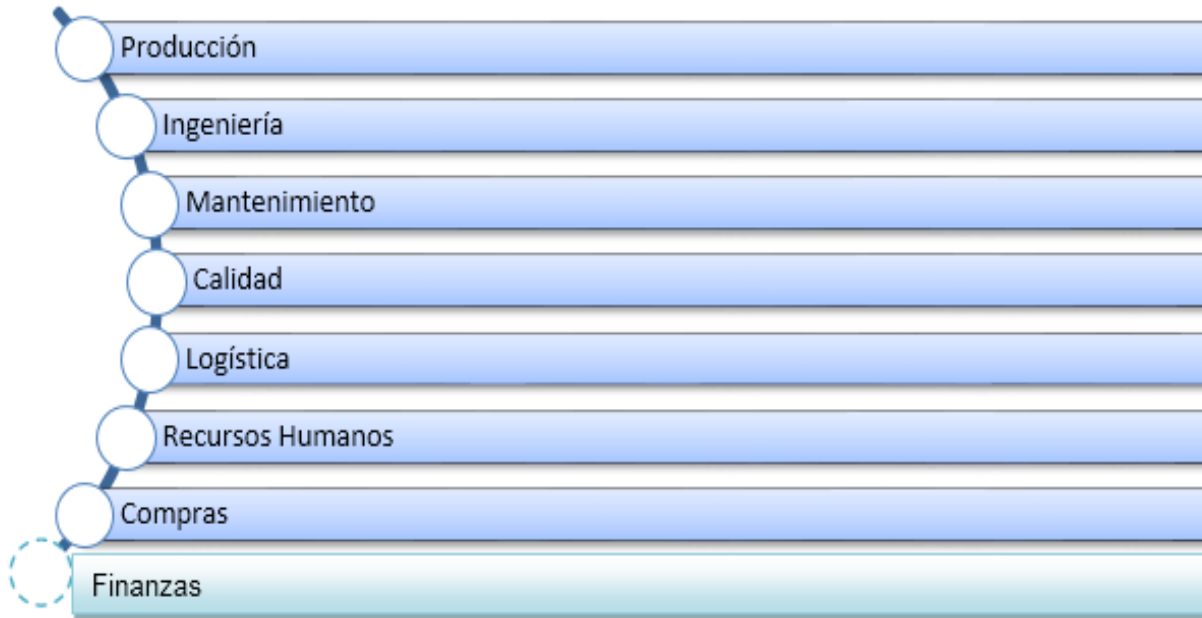 Producción
Ingeniería
Mantenimiento
Calidad
Logística
Recursos Humanos
Compras
Finanzas